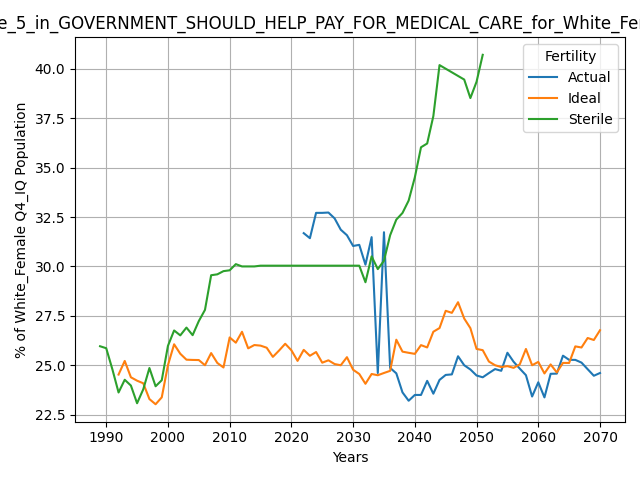 e_5_in_GOVERNMENT_SHOULD_HELP_PAY_FOR_MEDICAL_CARE_for_White_Fe
40.0
37.5
35.0
32.5
30.0
27.5
25.0
22.5
% of White_Female Q4_IQ Population
Fertility
Actual
Ideal
Sterile
1990 2000 2010 2020 2030 2040 2050 2060 2070
Years